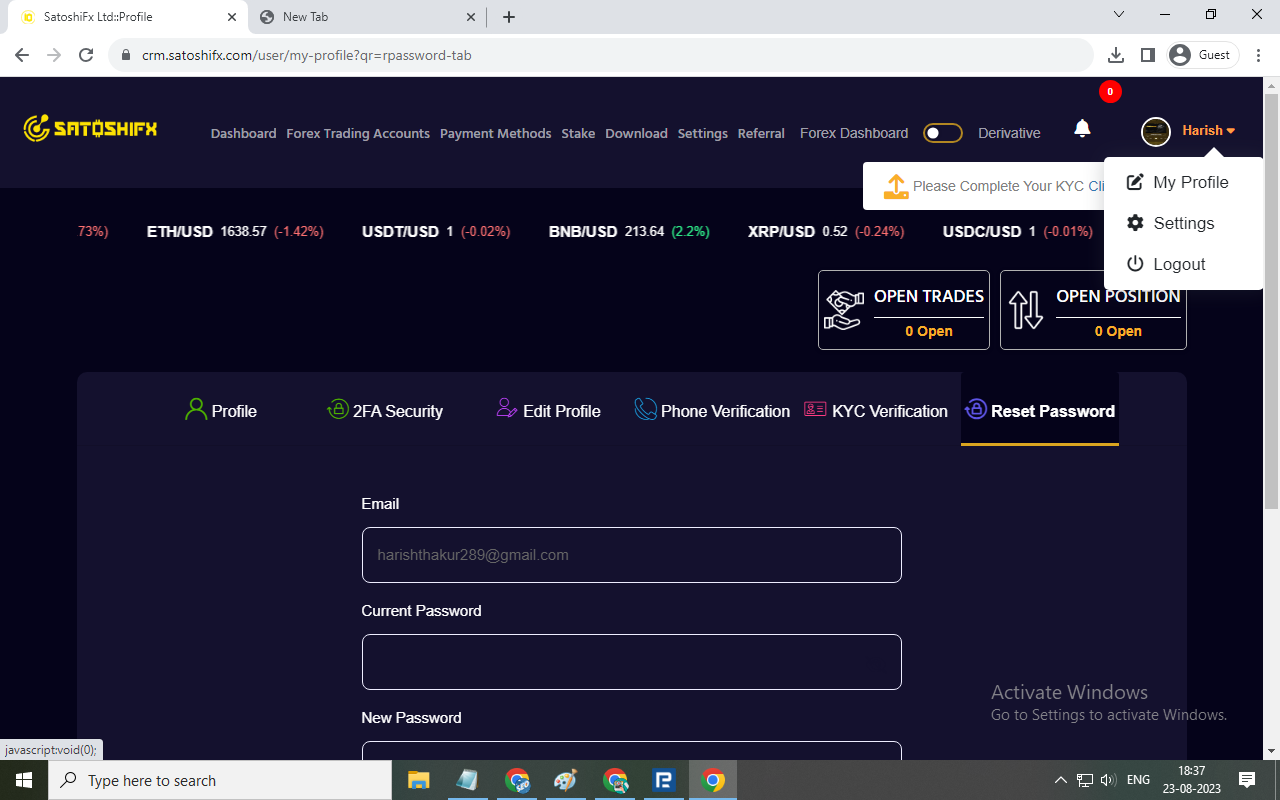 SatoshiFx Ltd::Profile
New Tab
crm.satoshifx.com/user/my-profile?qr=rpassword-tab
Guest
0
SATOSHIFX
Dashboard Forex Trading Accounts Payment Methods Stake Download Settings Referral Forex Dashboard Derivative Harish
Please Complete Your KYC Cli
My Profile
Settings
Logout
73%) ETH/USD 1638.57 (-1.42%) USDT/USD 1 (-0.02%) BNB/USD 213.64 (2.2%) XRP/USD 0.52 (-0.24%) USDC/USD 1 (-0.01%)
OPEN TRADES
0 Open
OPEN POSITION
0 Open
Profile 2FA Security Edit Profile Phone Verification KYC Verification Reset Password
Email
harishthakur289@gmail.com
Current Password
New Password
Activate Windows
Go to Settings to activate Windows.
javascript:void(0);
Type here to search
SEO
ENG
18:37
23-08-2023